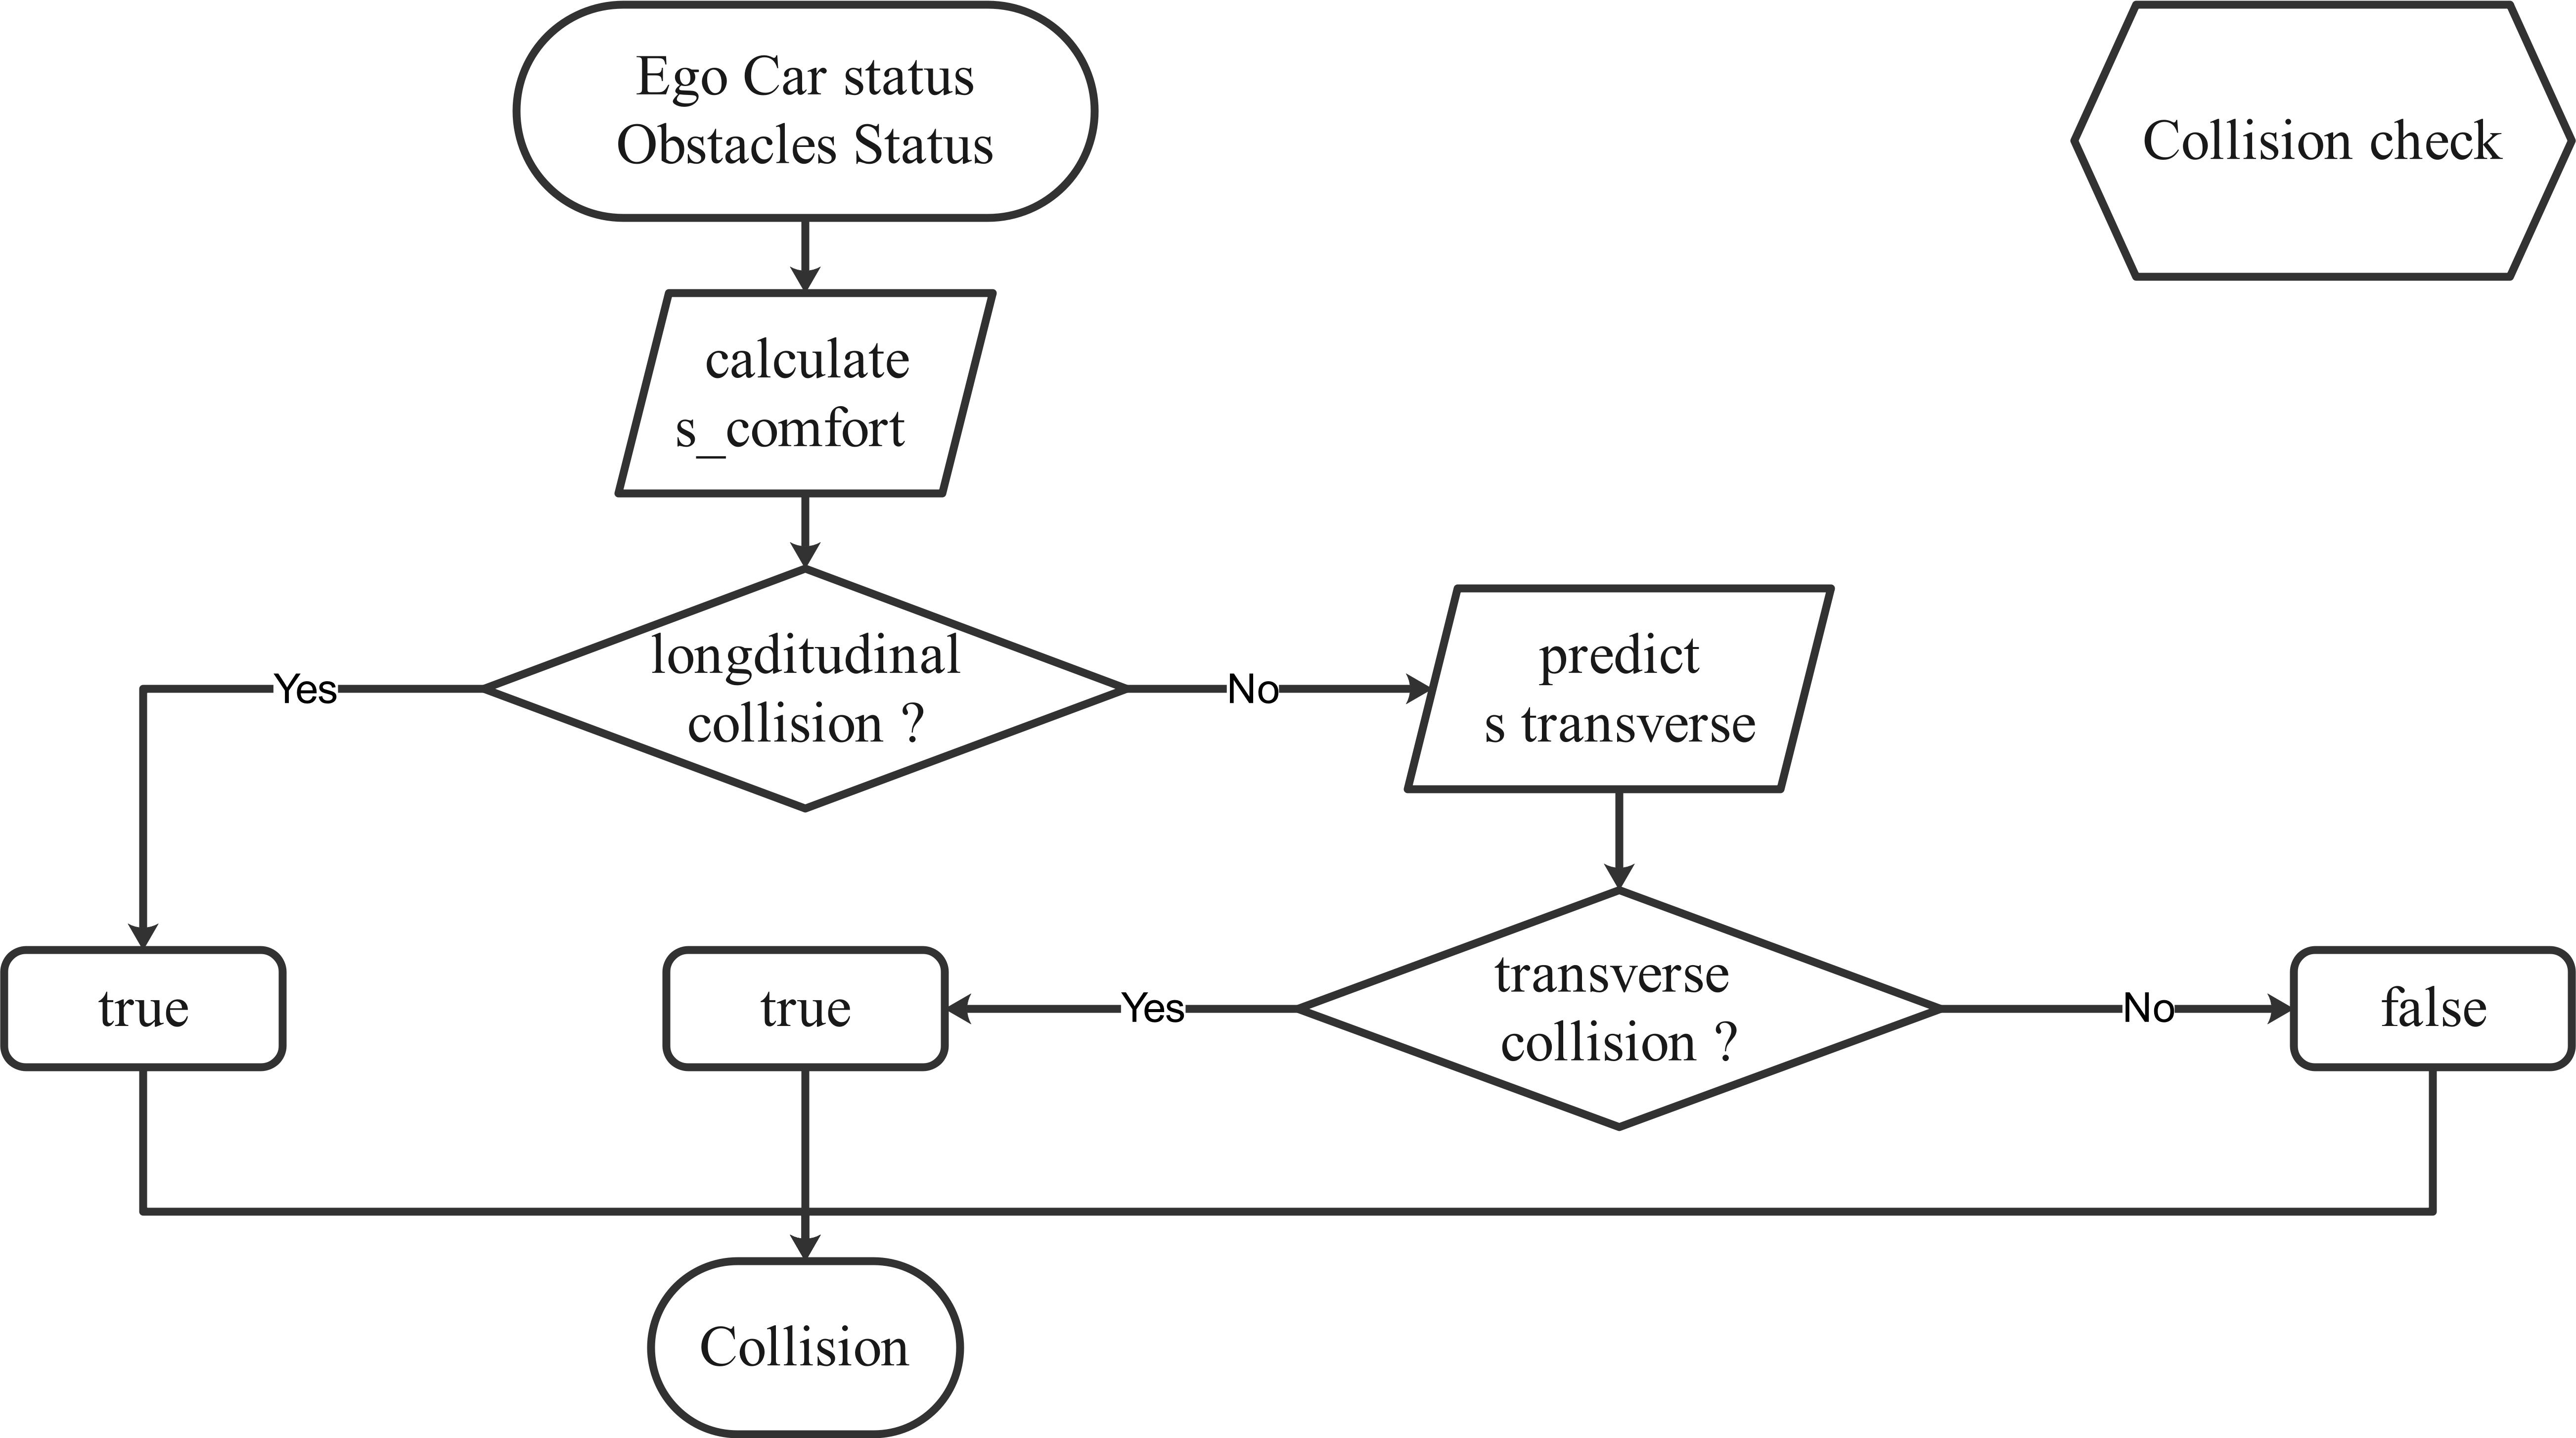 Ego Car status
Obstacles Status
Collision check
calculate
s_comfort
longditudinal
collision ?
Yes
No
predict
s transverse
true
true
Yes
transverse
collision ?
No
false
Collision